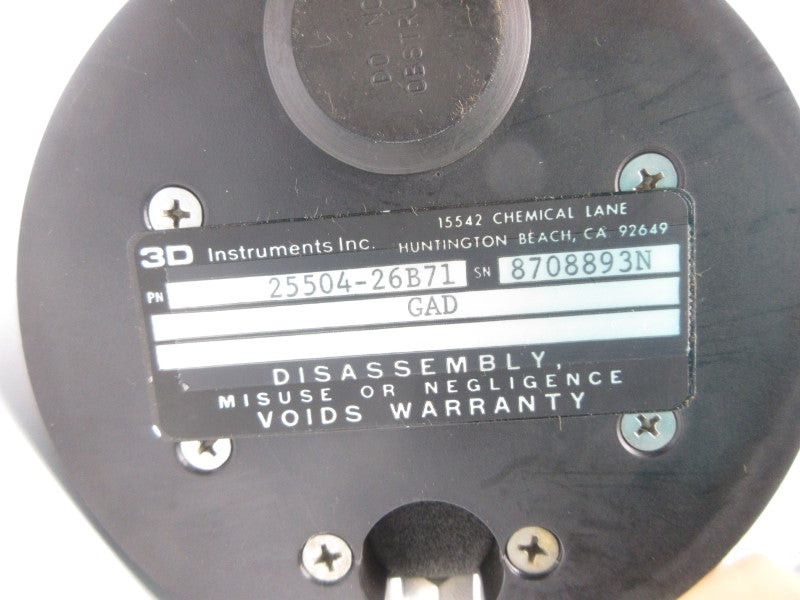 DO NO
OBSTRU
15542 CHEMICAL LANE
3D Instruments Inc. HUNTINGTON BEACH, CA 92649
PN 25504-26B71 SN 8708893N
GAD
DISASSEMBLY,
MISUSE OR NEGLIGENCE
VOIDS WARRANTY